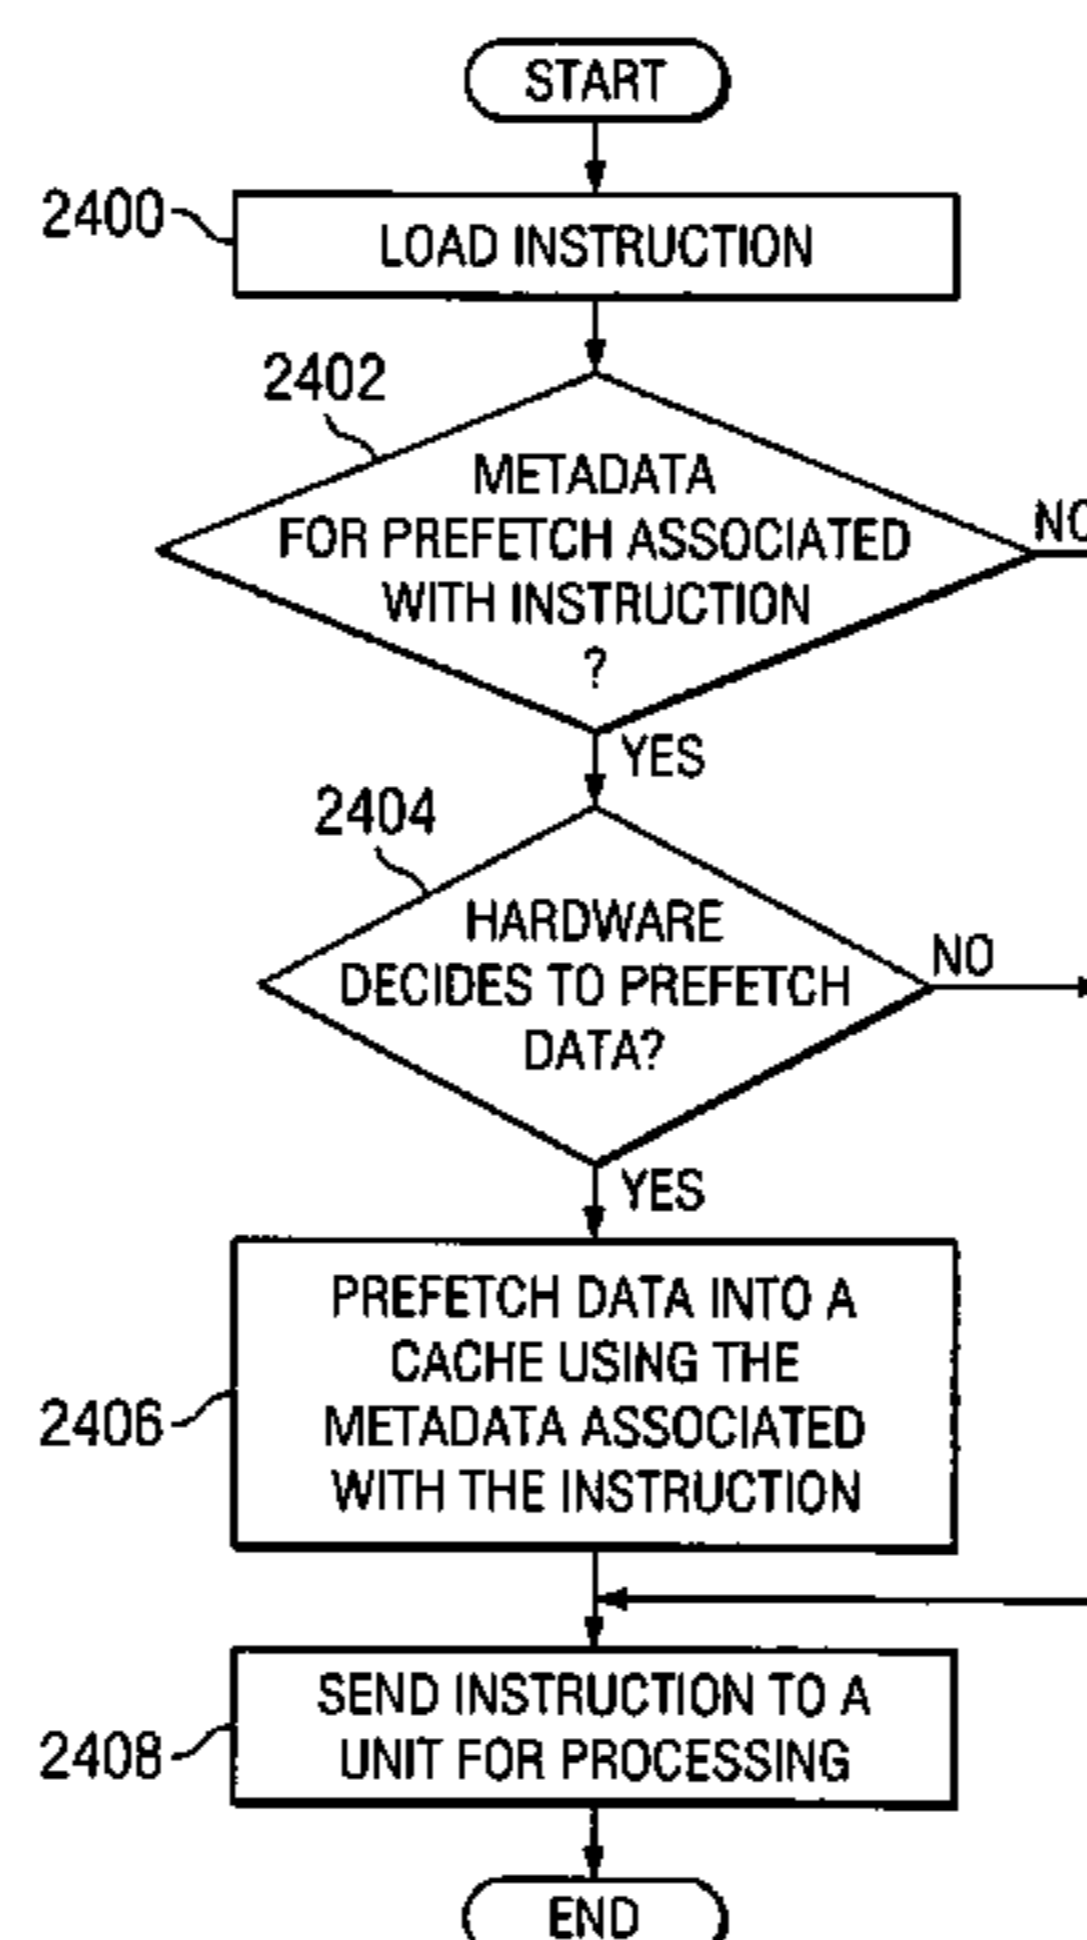 START
2400
LOAD INSTRUCTION
2402
METADATA
FOR PREFETCH ASSOCIATED
WITH INSTRUCTION
?
NO
YES
2404
HARDWARE
DECIDES TO PREFETCH
DATA?
NO
YES
PREFETCH DATA INTO A
CACHE USING THE
METADATA ASSOCIATED
WITH THE INSTRUCTION
2406
SEND INSTRUCTION TO A
UNIT FOR PROCESSING
2408
END